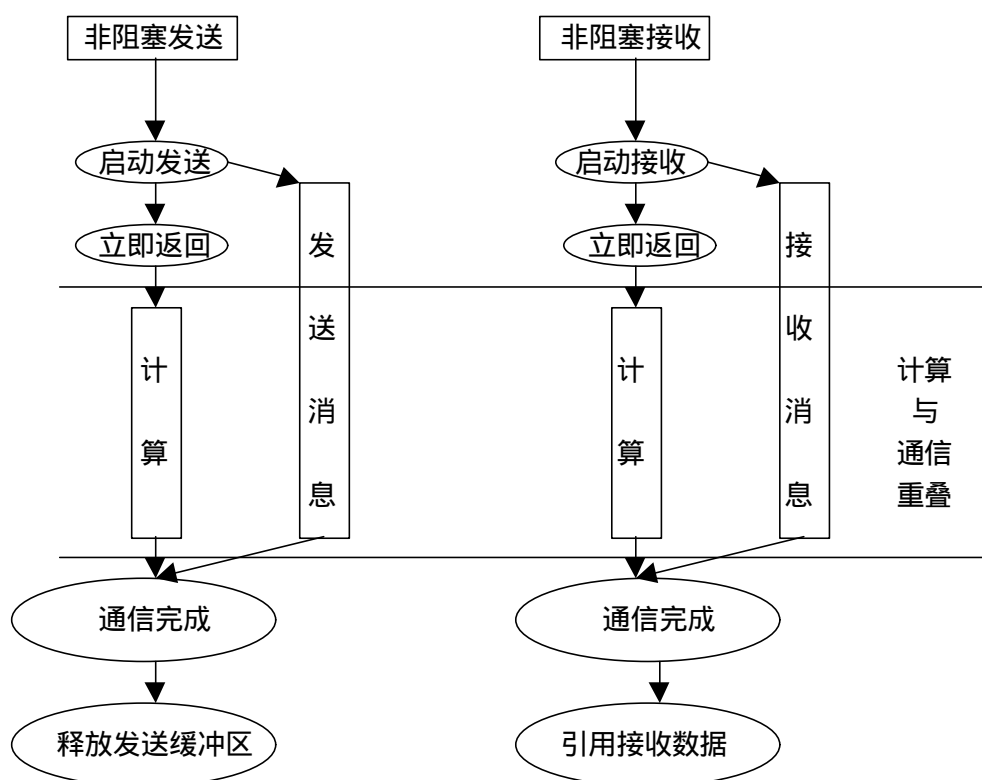 非阻塞发送
非阻塞接收
启动发送
启动接收
立即返回
发送消息
立即返回
接收消息
计算
计算
计算
与
通信
重叠
通信完成
通信完成
释放发送缓冲区
引用接收数据